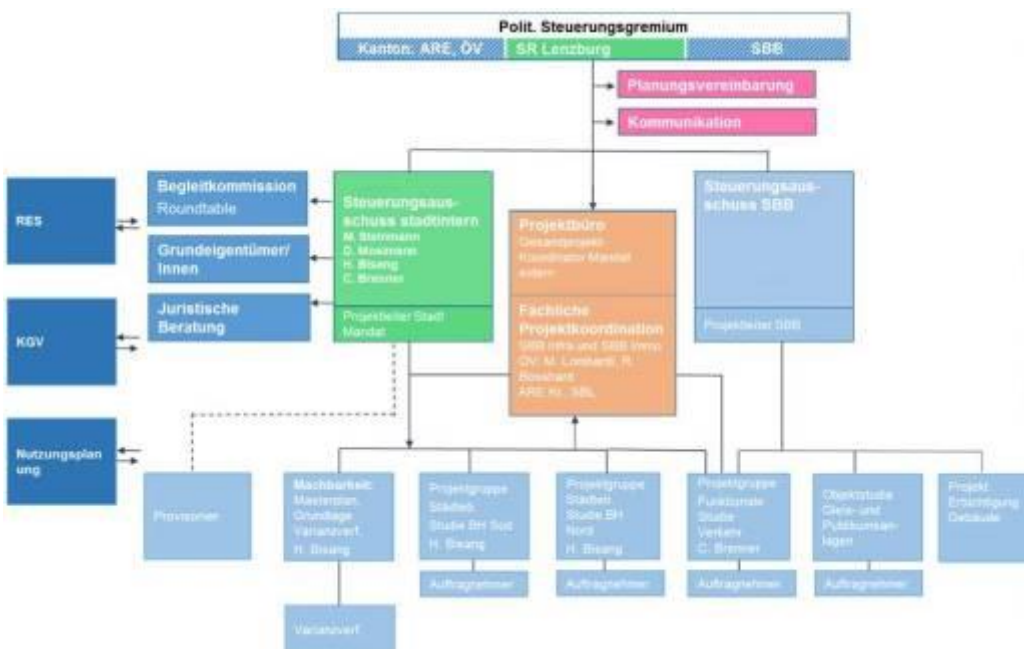 Polit. Steuerungsgremium
Kanton: ARE, ÖV
SR Lenzburg
SBB
Planungsvereinbarung
Kommunikation
RES
Begleitkommission
Roundtable
Grundeigentümer/
Innen
Juristische
Beratung
KGV
Nutzungsplan
ung
Steuerungsaus-
schuss stadtintern
M. Steinmann
D. Mosimann
H. Bisang
C. Brenner
Projektleiter Stadt
Mandat
Projektbüro
Gesamtprojekt-
Koordinator Mandat
extern
Fachliche
Projektkoordination
SBB Infra und SBB Immo
ÖV: M. Lombardi, R.
Bosshard
ARE Kt., SBL
Steuerungsaus-
schuss SBB
Projektleiter SBB
Provisorien
Machbarkeit:
Masterplan,
Grundlage
Varianzverf.
H. Bisang
Varianzverf.
Projektgruppe
Städteb.
Studie BH Süd
H. Bisang
Auftragnehmer
Projektgruppe
Städteb.
Studie BH
Nord
H. Bisang
Auftragnehmer
Projektgruppe
Funktionale
Studie
Verkehr
C. Brenner
Auftragnehmer
Objektstudie
Gleis- und
Publikumsan-
lagen
Auftragnehmer
Projekt
Gebäude